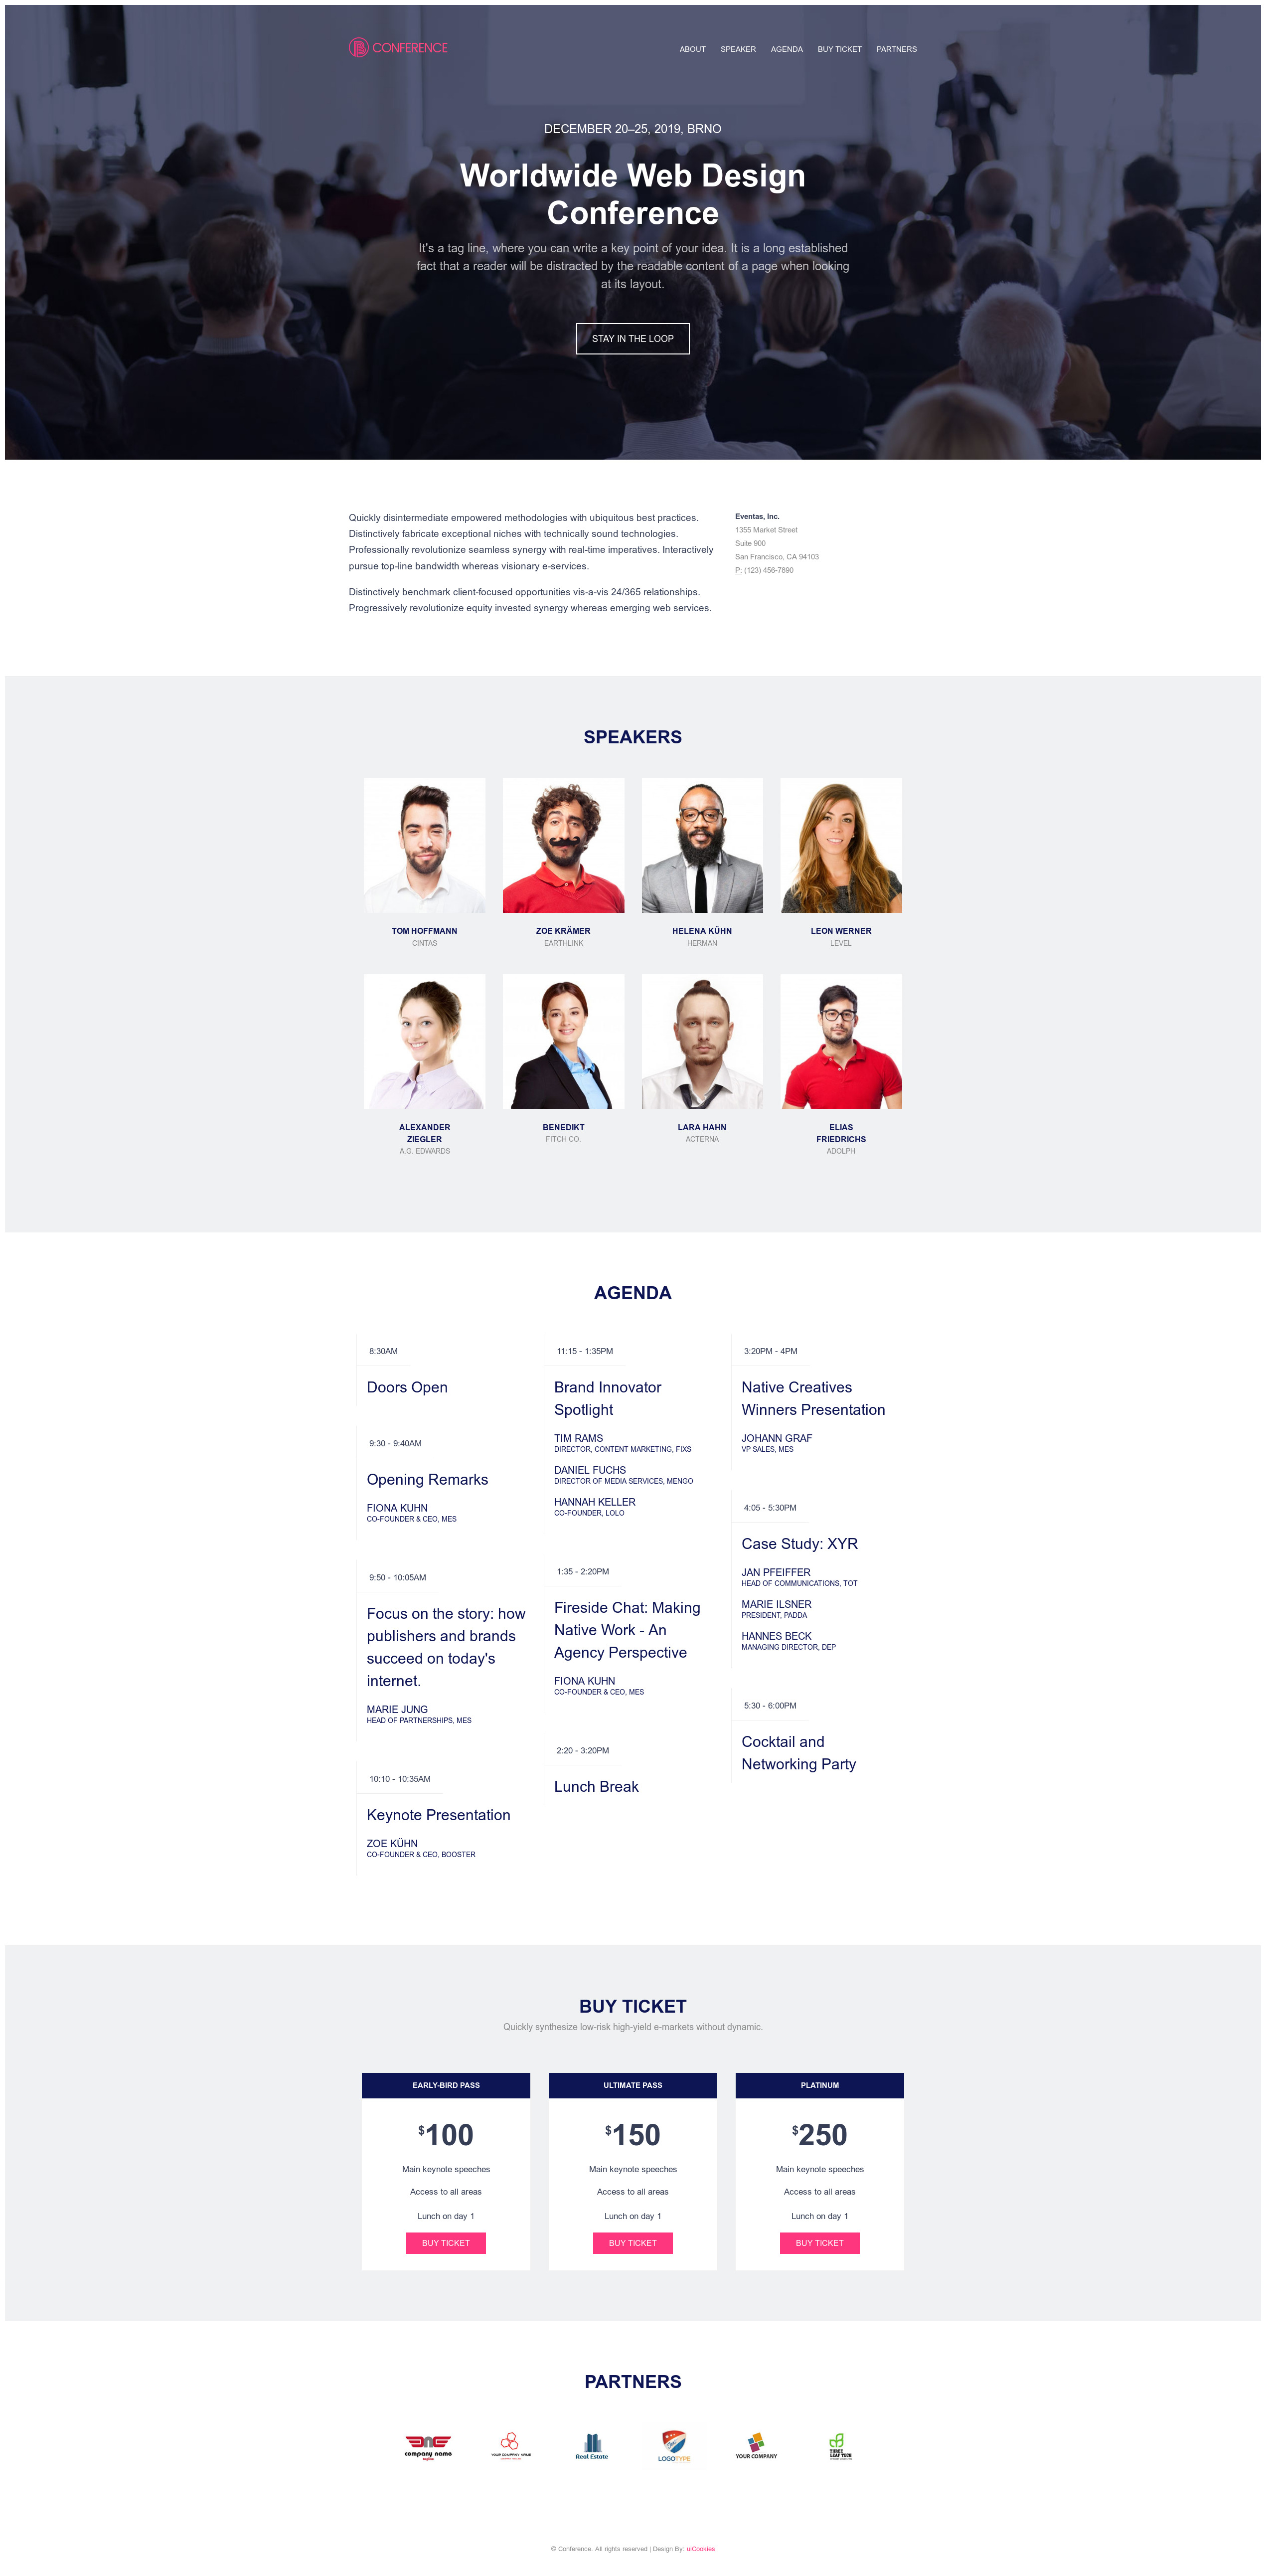 CONFERENCE
ABOUT SPEAKER AGENDA BUY TICKET PARTNERS
DECEMBER 20–25, 2019, BRNO
Worldwide Web Design
Conference
It's a tag line, where you can write a key point of your idea. It is a long established
fact that a reader will be distracted by the readable content of a page when looking
at its layout.
STAY IN THE LOOP
Quickly disintermediate empowered methodologies with ubiquitous best practices.
Distinctively fabricate exceptional niches with technically sound technologies.
Professionally revolutionize seamless synergy with real-time imperatives. Interactively
pursue top-line bandwidth whereas visionary e-services.
Distinctively benchmark client-focused opportunities vis-a-vis 24/365 relationships.
Progressively revolutionize equity invested synergy whereas emerging web services.
Eventas, Inc.
1355 Market Street
Suite 900
San Francisco, CA 94103
P: (123) 456-7890
SPEAKERS
TOM HOFFMANN
CINTAS
ZOE KRÄMER
EARTHLINK
HELENA KÜHN
HERMAN
LEON WERNER
LEVEL
ALEXANDER
ZIEGLER
A.G. EDWARDS
BENEDIKT
FITCH CO.
LARA HAHN
ACTERNA
ELIAS
FRIEDRICHS
ADOLPH
AGENDA
8:30AM
Doors Open
9:30 - 9:40AM
Opening Remarks
FIONA KUHN
CO-FOUNDER & CEO, MES
9:50 - 10:05AM
Focus on the story: how
publishers and brands
succeed on today's
internet.
MARIE JUNG
HEAD OF PARTNERSHIPS, MES
10:10 - 10:35AM
Keynote Presentation
ZOE KÜHN
CO-FOUNDER & CEO, BOOSTER
11:15 - 1:35PM
Brand Innovator
Spotlight
TIM RAMS
DIRECTOR, CONTENT MARKETING, FIXS
DANIEL FUCHS
DIRECTOR OF MEDIA SERVICES, MENGO
HANNAH KELLER
CO-FOUNDER, LOLO
1:35 - 2:20PM
Fireside Chat: Making
Native Work - An
Agency Perspective
FIONA KUHN
CO-FOUNDER & CEO, MES
2:20 - 3:20PM
Lunch Break
3:20PM - 4PM
Native Creatives
Winners Presentation
JOHANN GRAF
VP SALES, MES
4:05 - 5:30PM
Case Study: XYR
JAN PFEIFFER
HEAD OF COMMUNICATIONS, TOT
MARIE ILSNER
PRESIDENT, PADDA
HANNES BECK
MANAGING DIRECTOR, DEP
5:30 - 6:00PM
Cocktail and
Networking Party
BUY TICKET
Quickly synthesize low-risk high-yield e-markets without dynamic.
EARLY-BIRD PASS
$100
Main keynote speeches
Access to all areas
Lunch on day 1
BUY TICKET
ULTIMATE PASS
$150
Main keynote speeches
Access to all areas
Lunch on day 1
BUY TICKET
PLATINUM
$250
Main keynote speeches
Access to all areas
Lunch on day 1
BUY TICKET
PARTNERS
company name
YOUR COMPANY NAME
Real Estate
LOGOTYPE
YOUR COMPANY
THREE
LEAF TECH
© Conference. All rights reserved | Design By: uiCookies